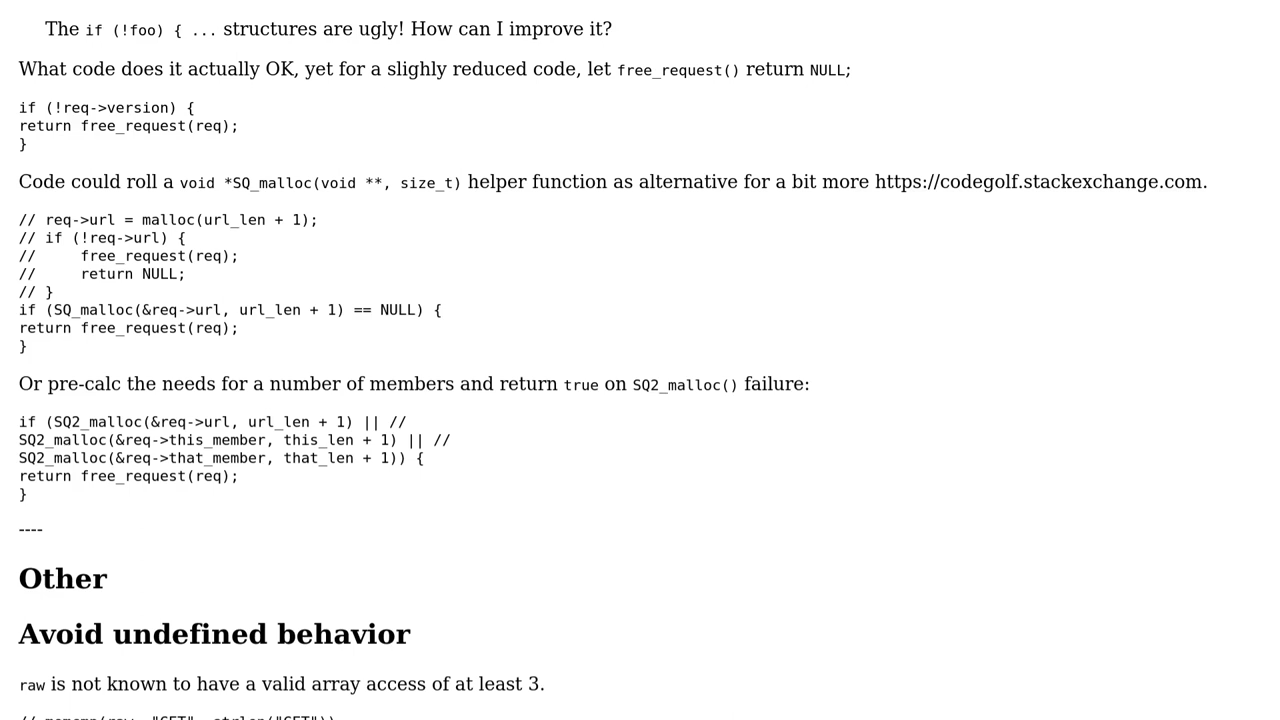 The if (!foo) { ... structures are ugly! How can I improve it?
What code does it actually OK, yet for a slighly reduced code, let free_request() return NULL;
if (!req->version) {
return free_request(req);
}
Code could roll a void *SQ_malloc(void **, size_t) helper function as alternative for a bit more https://codegolf.stackexchange.com.
// req->url = malloc(url_len + 1);
// if (!req->url) {
//     free_request(req);
//     return NULL;
// }
if (SQ_malloc(&req->url, url_len + 1) == NULL) {
return free_request(req);
}
Or pre-calc the needs for a number of members and return true on SQ2_malloc() failure:
if (SQ2_malloc(&req->url, url_len + 1) || //
SQ2_malloc(&req->this_member, this_len + 1) || //
SQ2_malloc(&req->that_member, that_len + 1)) {
return free_request(req);
}
----
Other
Avoid undefined behavior
raw is not known to have a valid array access of at least 3.